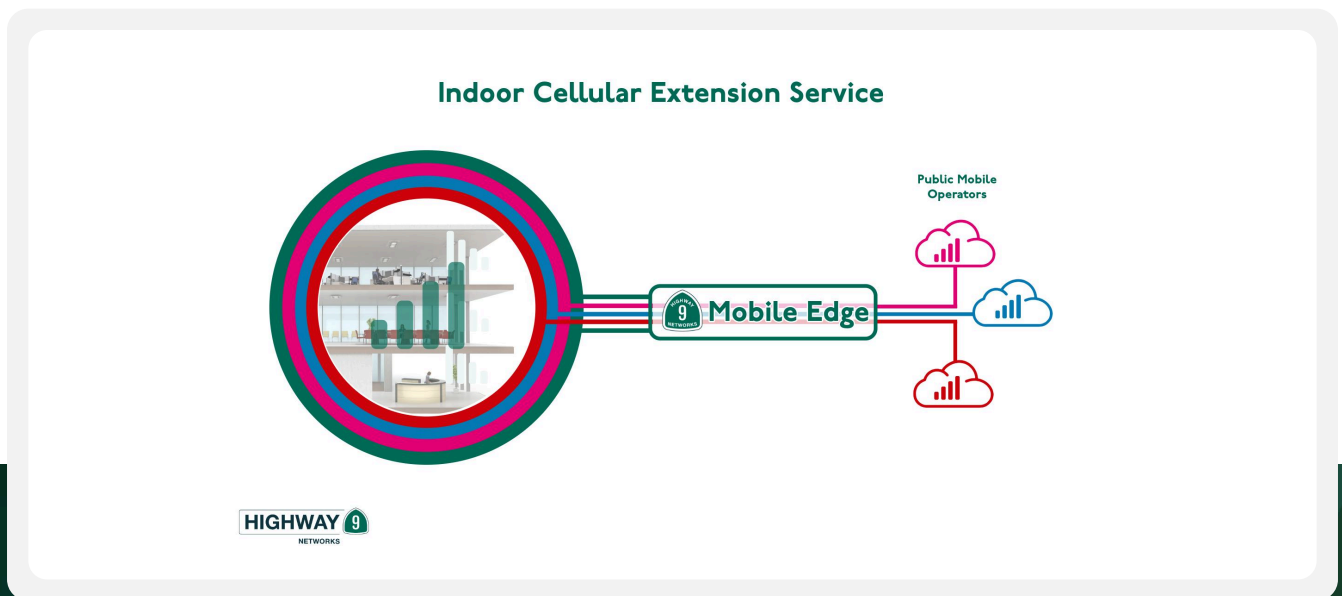 Indoor Cellular Extension Service
Public Mobile
Operators
HIGHWAY
9
NETWORKS
Mobile Edge
HIGHWAY 9
NETWORKS